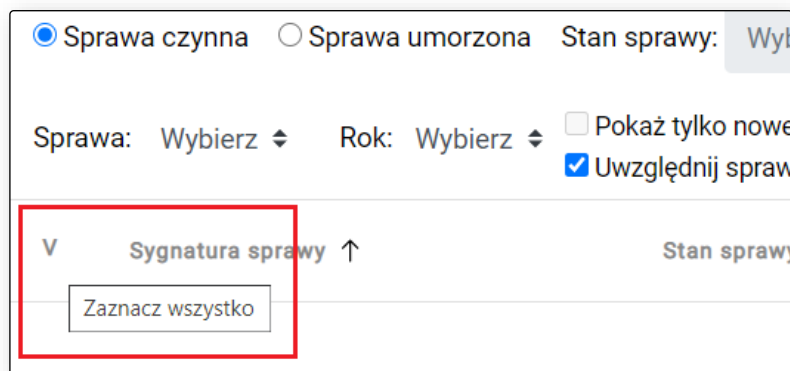 Sprawa czynna Sprawa umorzona Stan sprawy:
Sprawa: Wybierz Rok: Wybierz Pokaż tylko nowe
Uwzględnij spraw
V Sygnatura sprawy ↑ Stan sprawy
Zaznacz wszystko